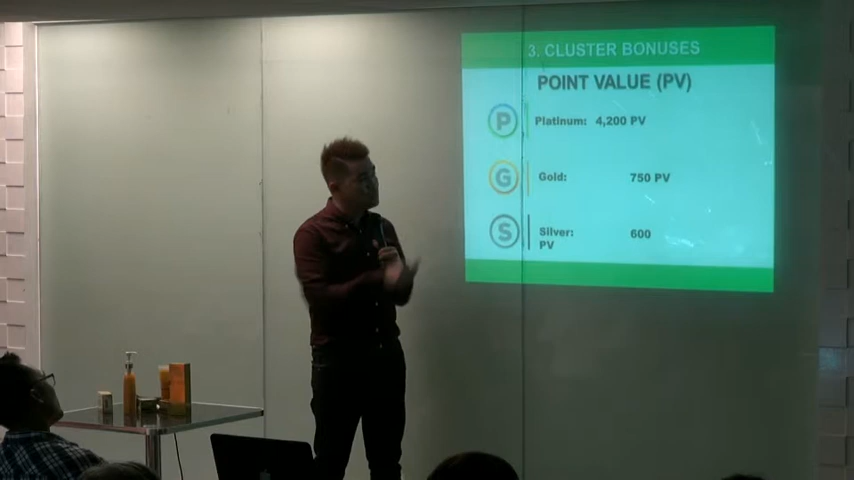 3. CLUSTER BONUSES
POINT VALUE (PV)
P Platinum: 4,200 PV
G Gold: 750 PV
S Silver: 600
PV